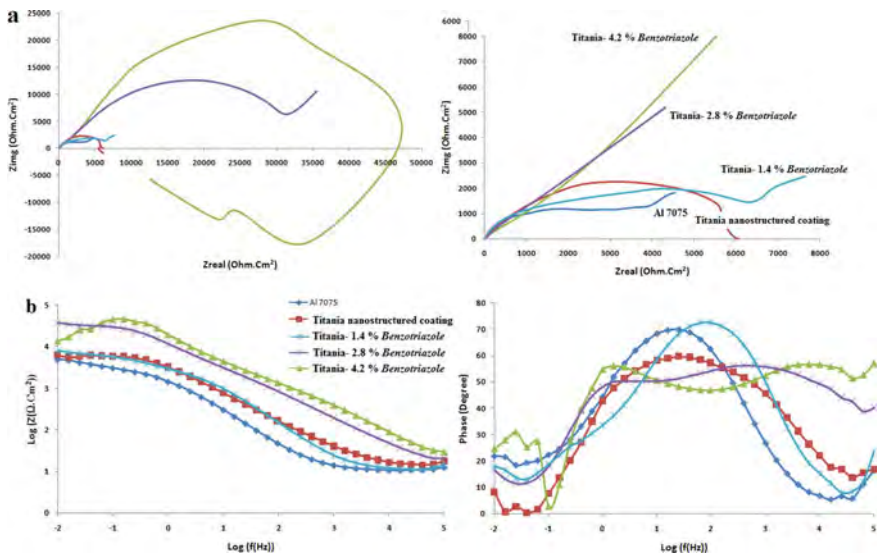 a
25000
20000
15000
10000
5000
0
-5000
-10000
-15000
-20000
5000 10000 15000 20000 25000 30000 35000 40000 45000 50000
Zimg (Ohm.Cm²)
Zreal (Ohm.Cm²)
6000
8000
5000
4000
3000
2000
1000
0
0 1000 2000 3000 4000 5000 6000 7000 8000
Zimg (Ohm.Cm²)
Zreal (Ohm.Cm²)
Titania- 4.2 % Benzotriazole
Titania- 2.8 % Benzotriazole
Titania- 1.4 % Benzotriazole
Al 7075
Titania nanostructured coating
b
5
4
3
2
1
0
-2 -1 0 1 2 3 4 5
Log |Z|(Ω.Cm²)
Log (f(Hz))
Al 7075
Titania nanostructured coating
Titania- 1.4 % Benzotriazole
Titania- 2.8 % Benzotriazole
Titania- 4.2 % Benzotriazole
80
70
60
50
40
30
20
10
0
-2 -1 0 1 2 3 4 5
Phase (Degree)
Log (f(Hz))